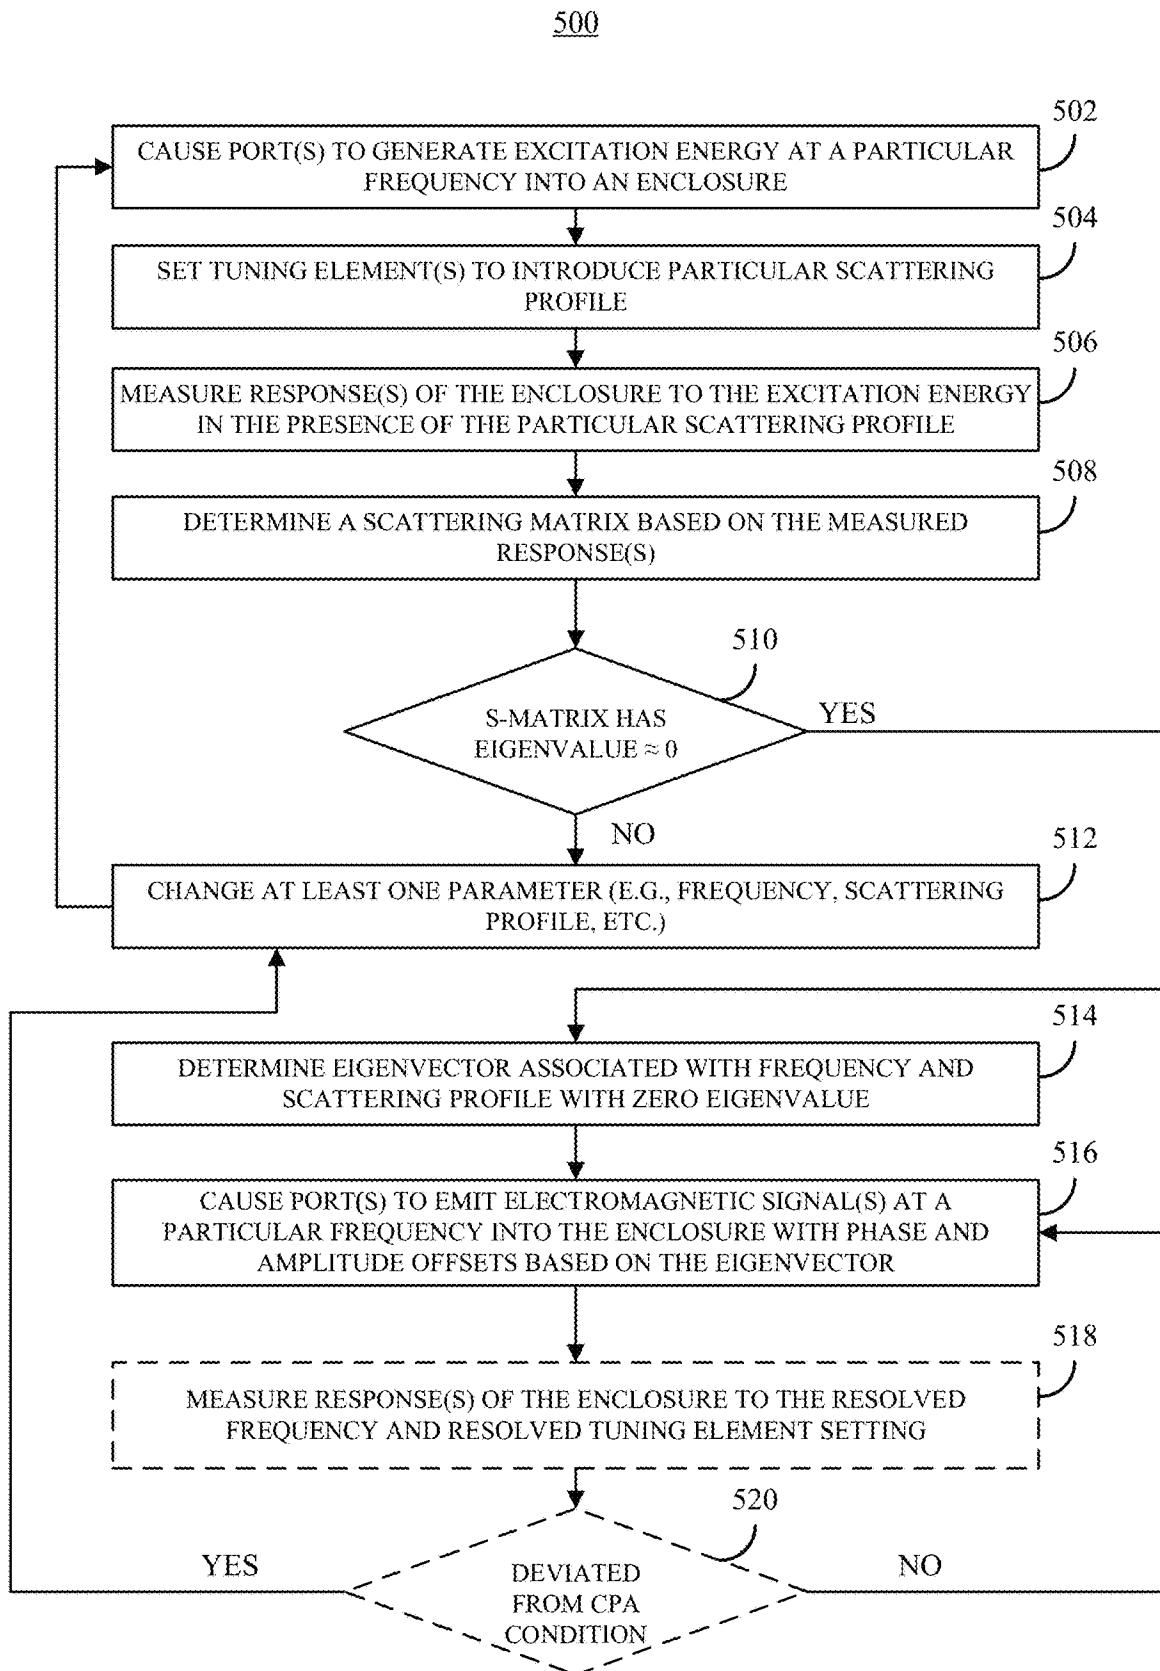 500
502
CAUSE PORT(S) TO GENERATE EXCITATION ENERGY AT A PARTICULAR
FREQUENCY INTO AN ENCLOSURE
504
SET TUNING ELEMENT(S) TO INTRODUCE PARTICULAR SCATTERING
PROFILE
506
MEASURE RESPONSE(S) OF THE ENCLOSURE TO THE EXCITATION ENERGY
IN THE PRESENCE OF THE PARTICULAR SCATTERING PROFILE
508
DETERMINE A SCATTERING MATRIX BASED ON THE MEASURED
RESPONSE(S)
510
S-MATRIX HAS
EIGENVALUE ≈ 0
YES
NO
512
CHANGE AT LEAST ONE PARAMETER (E.G., FREQUENCY, SCATTERING
PROFILE, ETC.)
514
DETERMINE EIGENVECTOR ASSOCIATED WITH FREQUENCY AND
SCATTERING PROFILE WITH ZERO EIGENVALUE
516
CAUSE PORT(S) TO EMIT ELECTROMAGNETIC SIGNAL(S) AT A
PARTICULAR FREQUENCY INTO THE ENCLOSURE WITH PHASE AND
AMPLITUDE OFFSETS BASED ON THE EIGENVECTOR
518
MEASURE RESPONSE(S) OF THE ENCLOSURE TO THE RESOLVED
FREQUENCY AND RESOLVED TUNING ELEMENT SETTING
520
YES
DEVIATED
FROM CPA
CONDITION
NO